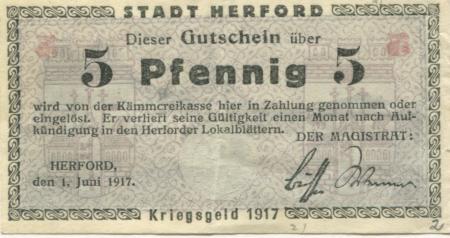 STADT HERFORD
Dieser Gutschein über
5 Pfennig 5
wird von der Kämmereikasse hier in Zahlung genommen oder
eingelöst. Er verliert seine Gültigkeit einen Monat nach Auf-
kündigung in den Herforder Lokalblättern.
DER MAGISTRAT:
HERFORD,
den 1. Juni 1917.
Kriegsgeld 1917
2